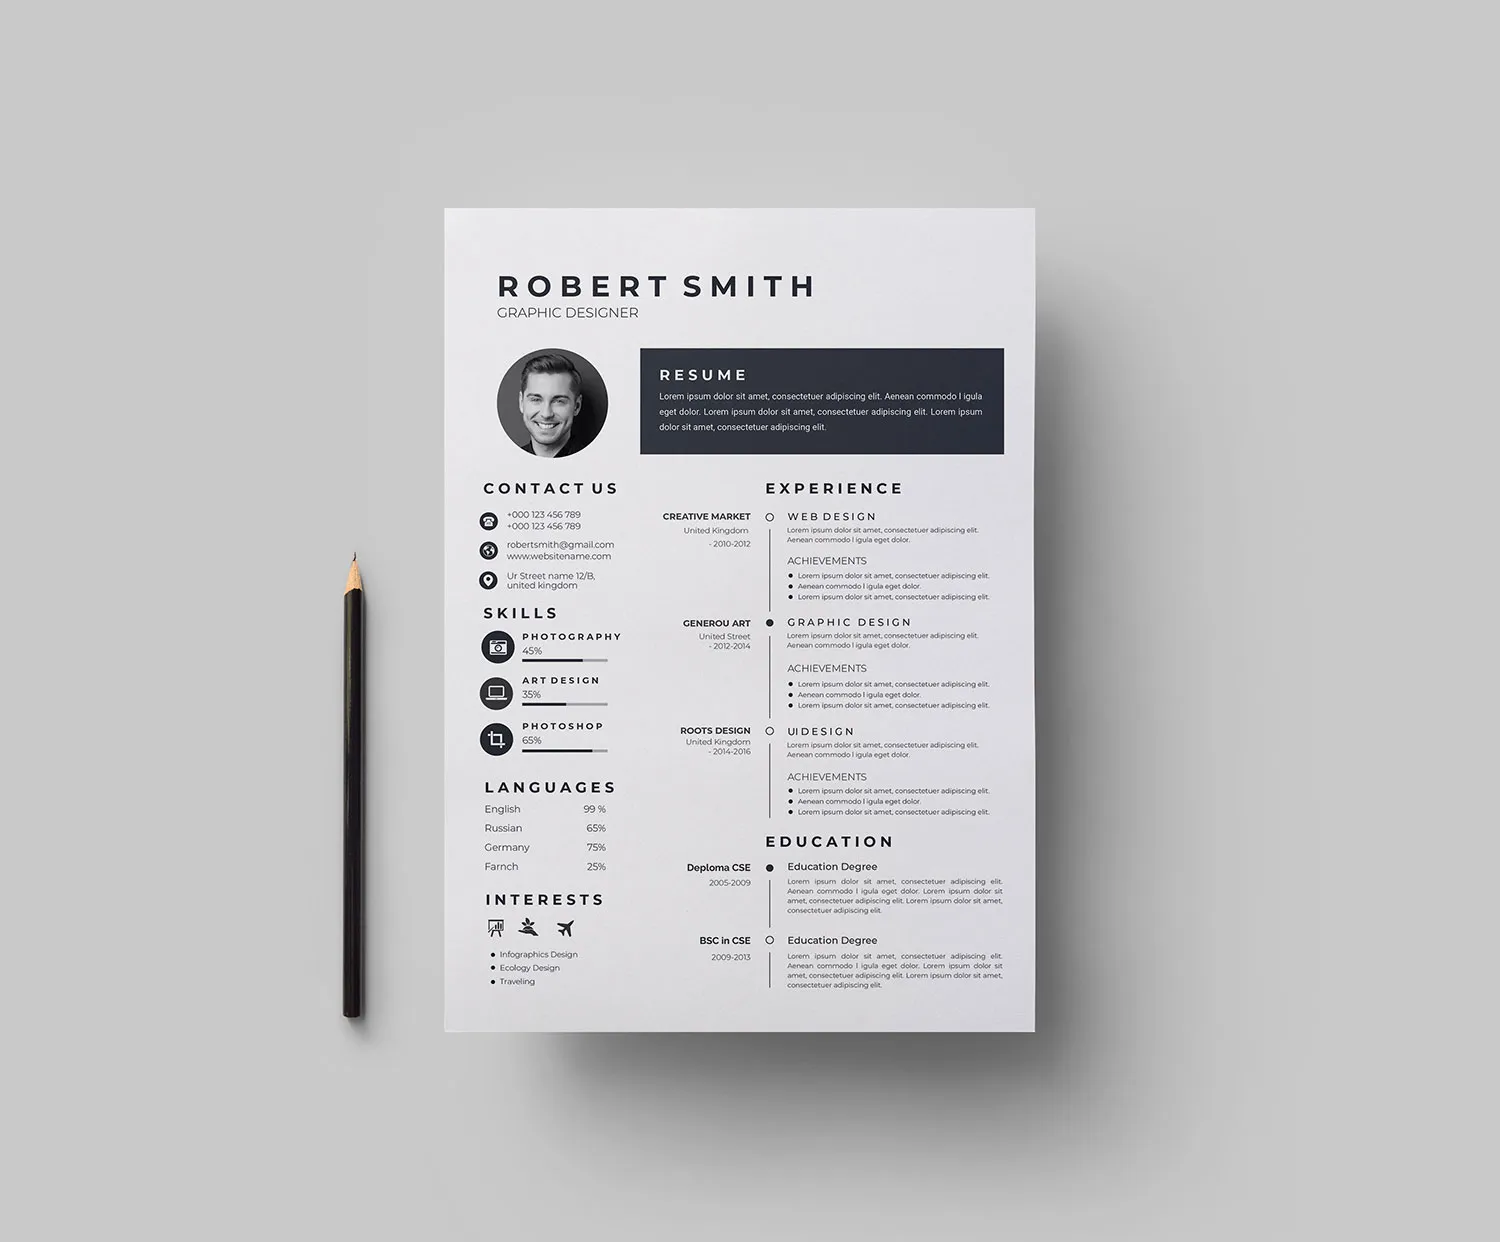 ROBERT SMITH
GRAPHIC DESIGNER
RESUME
Lorem ipsum dolor sit amet, consectetuer adipiscing elit. Aenean commodo l igula
eget dolor. Lorem ipsum dolor sit amet, consectetuer adipiscing elit. Lorem ipsum
dolor sit amet, consectetuer adipiscing elit.
CONTACT US
+000 123 456 789
+000 123 456 789
robertsmith@gmail.com
www.websitename.com
Ur Street name 12/B,
united kingdom
SKILLS
PHOTOGRAPHY
45%
ART DESIGN
35%
PHOTOSHOP
65%
LANGUAGES
English 99 %
Russian 65%
Germany 75%
Farnch 25%
INTERESTS
Infographics Design
Ecology Design
Traveling
EXPERIENCE
CREATIVE MARKET
United Kingdom
- 2010-2012
WEB DESIGN
Lorem ipsum dolor sit amet, consectetuer adipiscing elit.
Aenean commodo l igula eget dolor.
ACHIEVEMENTS
Lorem ipsum dolor sit amet, consectetuer adipiscing elit.
Aenean commodo l igula eget dolor.
Lorem ipsum dolor sit amet, consectetuer adipiscing elit.
GENEROU ART
United Street
- 2012-2014
GRAPHIC DESIGN
Lorem ipsum dolor sit amet, consectetuer adipiscing elit.
Aenean commodo l igula eget dolor.
ACHIEVEMENTS
Lorem ipsum dolor sit amet, consectetuer adipiscing elit.
Aenean commodo l igula eget dolor.
Lorem ipsum dolor sit amet, consectetuer adipiscing elit.
ROOTS DESIGN
United Kingdom
- 2014-2016
UI DESIGN
Lorem ipsum dolor sit amet, consectetuer adipiscing elit.
Aenean commodo l igula eget dolor.
ACHIEVEMENTS
Lorem ipsum dolor sit amet, consectetuer adipiscing elit.
Aenean commodo l igula eget dolor.
Lorem ipsum dolor sit amet, consectetuer adipiscing elit.
EDUCATION
Deploma CSE
2005-2009
Education Degree
Lorem ipsum dolor sit amet, consectetuer adipiscing elit.
Aenean commodo l igula eget dolor. Lorem ipsum dolor sit
amet, consectetuer adipiscing elit. Lorem ipsum dolor sit amet,
consectetuer adipiscing elit.
BSC in CSE
2009-2013
Education Degree
Lorem ipsum dolor sit amet, consectetuer adipiscing elit.
Aenean commodo l igula eget dolor. Lorem ipsum dolor sit
amet, consectetuer adipiscing elit. Lorem ipsum dolor sit amet,
consectetuer adipiscing elit.